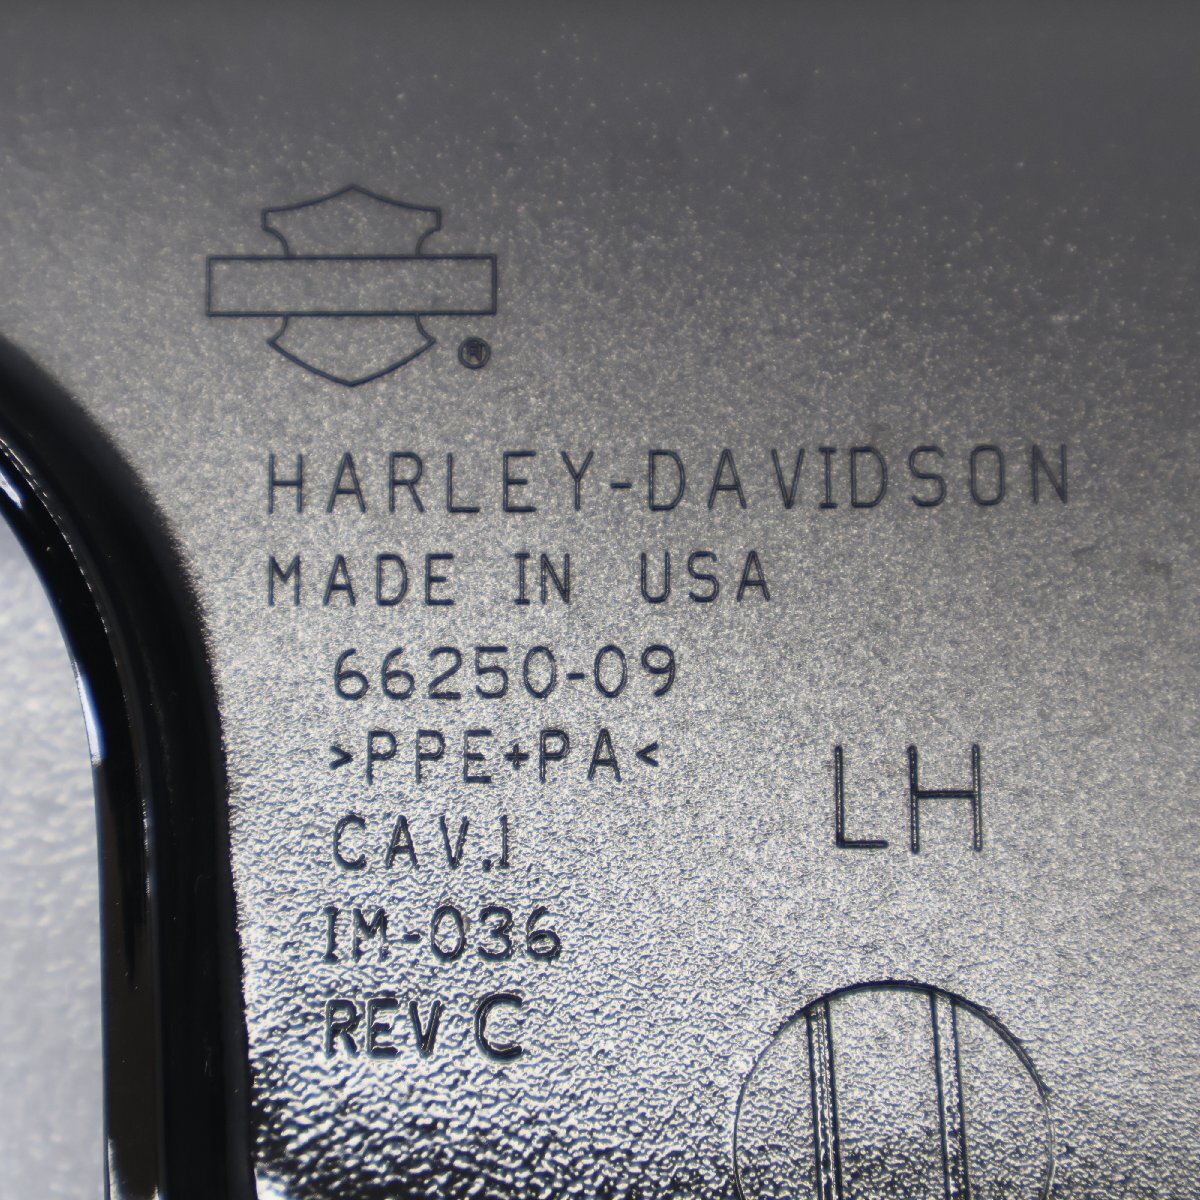 ®
HARLEY-DAVIDSON
MADE IN USA
66250-09
>PPE+PA<
CAV.1
IM-036
REV C
LH